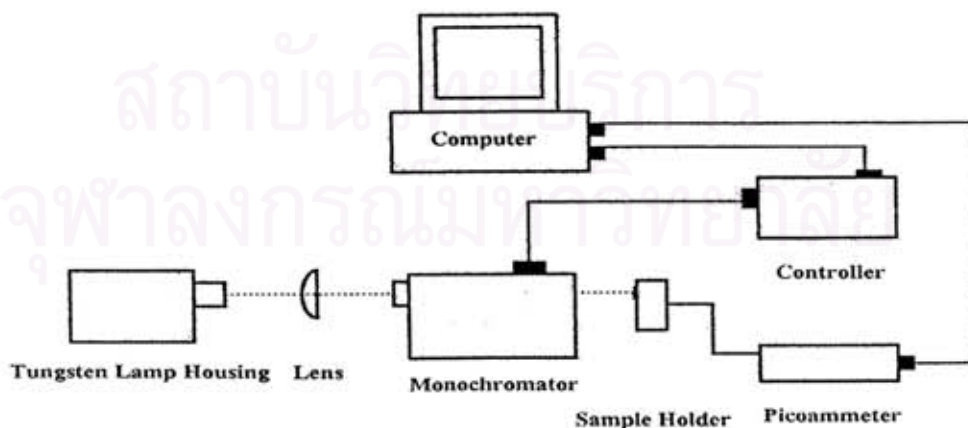 สถาบันวิทยบริการ
Computer
จุฬาลงกรณ์มหาวิทยาลัย
Controller
Tungsten Lamp Housing
Lens
Monochromator
Sample Holder
Picoammeter